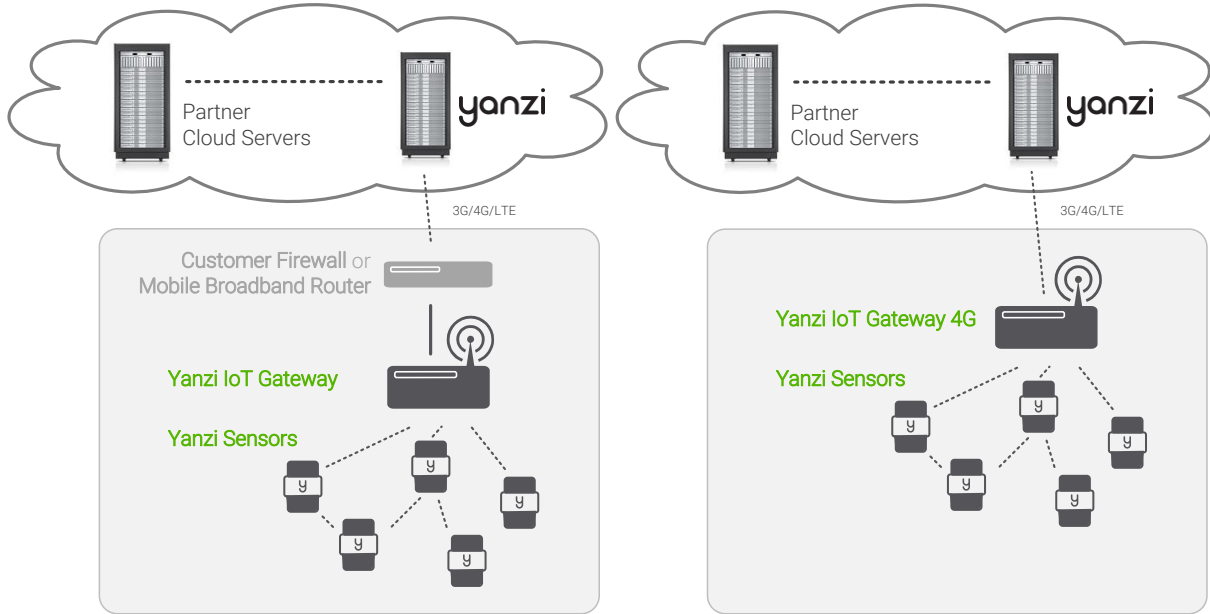 Partner
Cloud Servers
yanzi
3G/4G/LTE
Customer Firewall or
Mobile Broadband Router
Yanzi IoT Gateway
Yanzi Sensors
y
y
y
y
y
Partner
Cloud Servers
yanzi
3G/4G/LTE
Yanzi IoT Gateway 4G
Yanzi Sensors
y
y
y
y
y